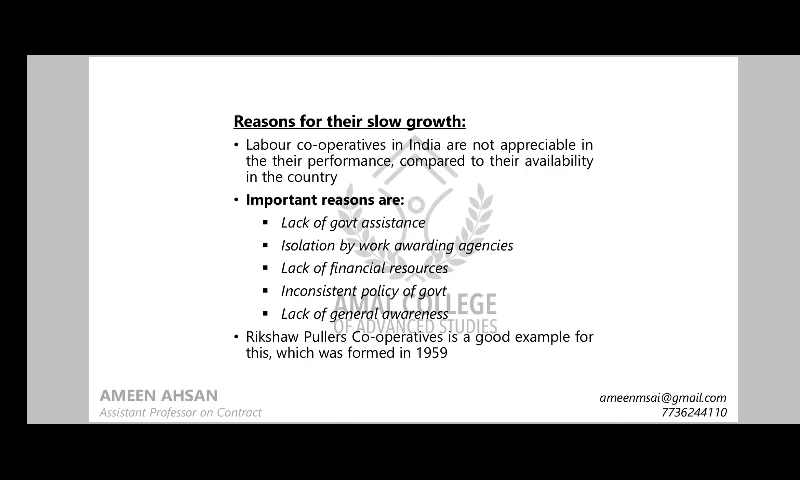 Reasons for their slow growth:
• Labour co-operatives in India are not appreciable in
the their performance, compared to their availability
in the country
• Important reasons are:
▪ Lack of govt assistance
▪ Isolation by work awarding agencies
▪ Lack of financial resources
▪ Inconsistent policy of govt
▪ Lack of general awareness
AMAL COLLEGE
OF ADVANCED STUDIES
• Rikshaw Pullers Co-operatives is a good example for
this, which was formed in 1959
AMEEN AHSAN
Assistant Professor on Contract
ameenmsai@gmail.com
7736244110